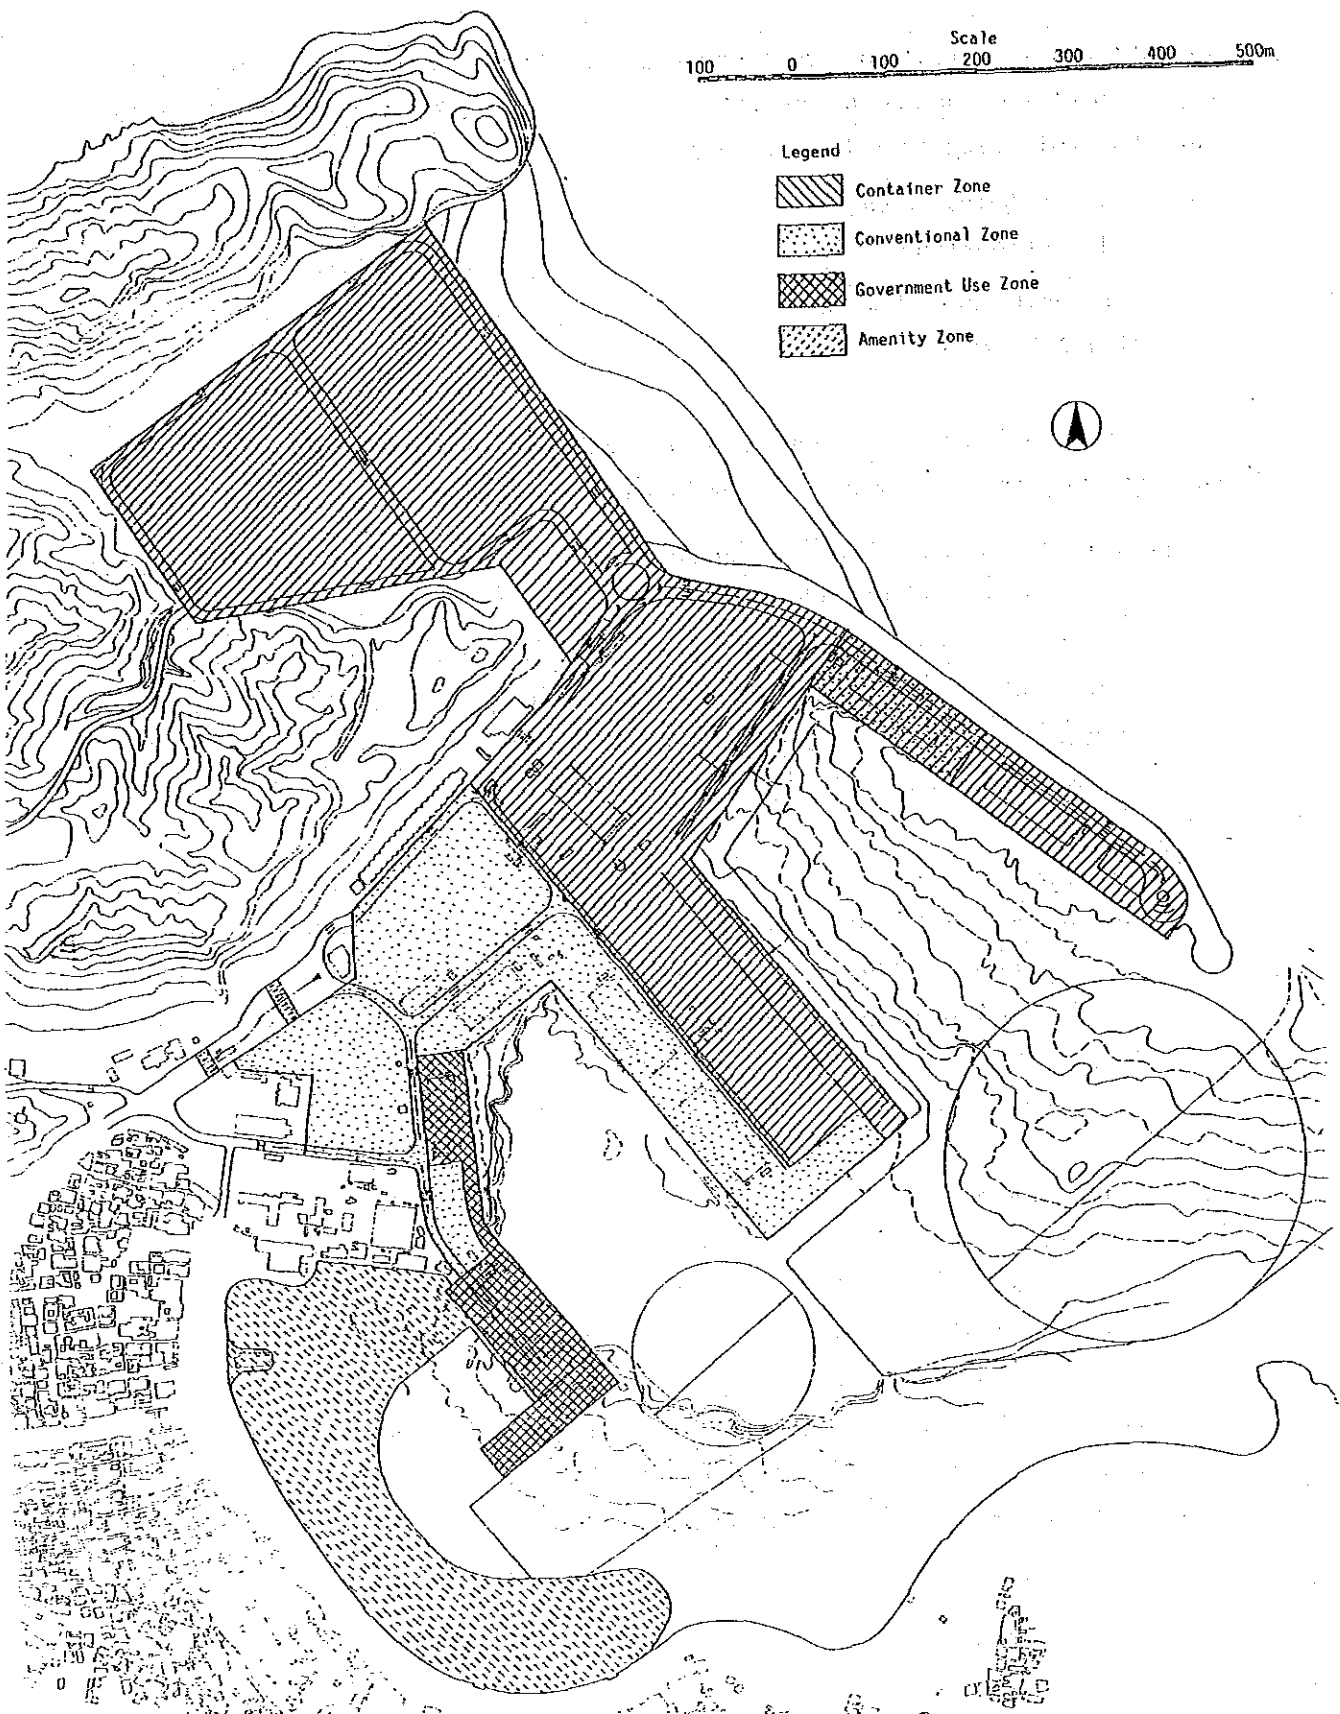 Scale
100 0 100 200 300 400 500m
Legend
Container Zone
Conventional Zone
Government Use Zone
Amenity Zone